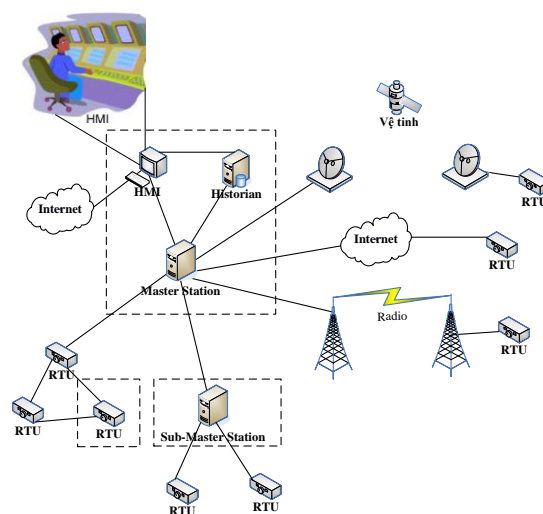 HMI
Vệ tinh
HMI
Historian
Internet
RTU
Internet
RTU
Master Station
Radio
RTU
RTU
RTU
RTU
Sub-Master Station
RTU
RTU